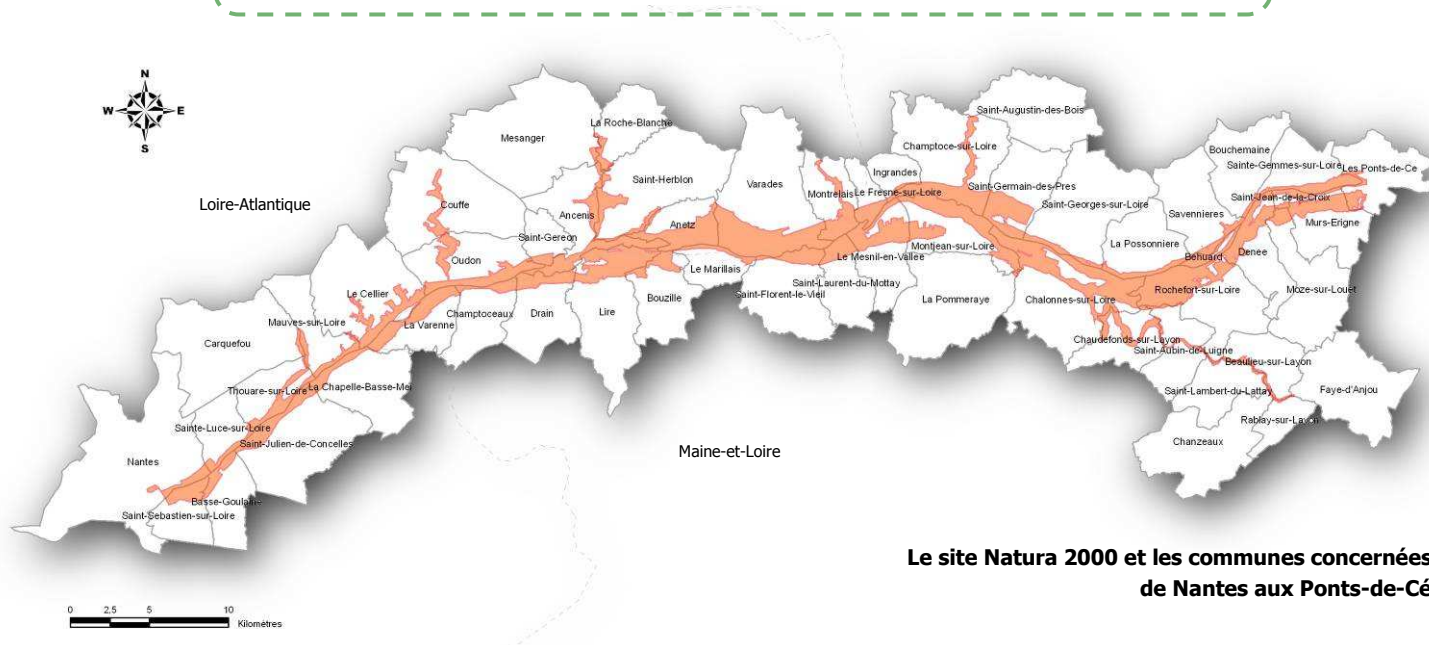 N
W E
S
Saint-Augustin-des-Bois
La Roche-Blanche
Mesanger
Champtoce-sur-Loire
Bouchemaine
Sainte-Gemmes-sur-Loire
Les Ponts-de-Ce
Ingrandes
Saint-Herblon
Varades
Montrelais
Le Fresne-sur-Loire
Saint-Germain-des-Pres
Saint-Jean-de-la-Croix
Loire-Atlantique
Couffe
Saint-Georges-sur-Loire
Savennieres
Ancenis
Anetz
Murs-Erigne
Saint-Gereon
La Possonniere
Montjean-sur-Loire
Denee
Behuard
Le Mesnil-en-Vallee
Oudon
Le Marillais
Saint-Laurent-du-Mottay
Rochefort-sur-Loire
Moze-sur-Louet
Le Cellier
Saint-Florent-le-Vieil
Bouzille
La Pommeraye
Chalonnes-sur-Loire
Lire
Drain
Champtoceaux
La Varenne
Mauves-sur-Loire
Carquefou
Chaudefonds-sur-Layon
Saint-Aubin-de-Luigne
Beaulieu-sur-Layon
Thouare-sur-Loire
La Chapelle-Basse-Mer
Saint-Lambert-du-Lattay
Faye-d'Anjou
Rablay-sur-Layon
Sainte-Luce-sur-Loire
Saint-Julien-de-Concelles
Chanzeaux
Maine-et-Loire
Nantes
Basse-Goulaine
Saint-Sebastien-sur-Loire
Le site Natura 2000 et les communes concernées
de Nantes aux Ponts-de-Cé
0 2,5 5 10
Kilomètres